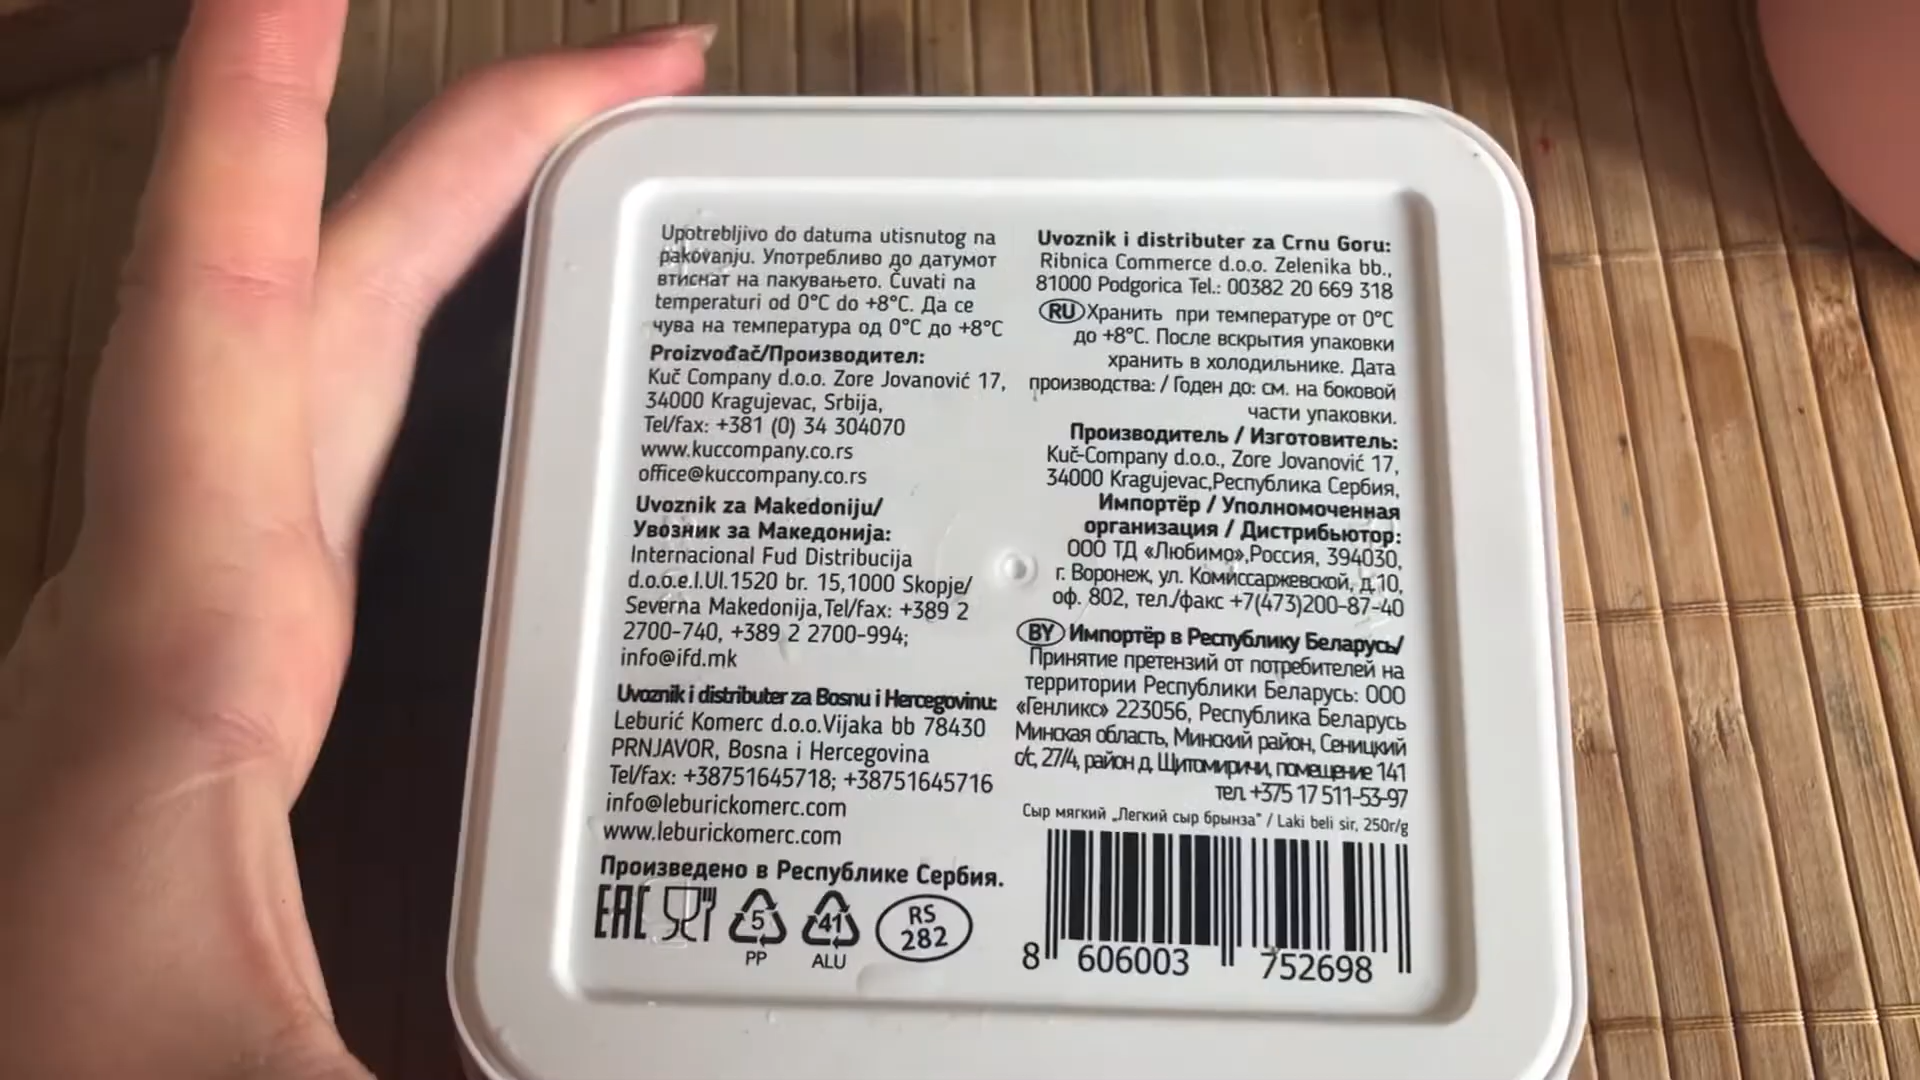 Upotrebljivo do datuma utisnutog na
pakovanju. Употребливо до датумот
втиснат на пакувањето. Čuvati na
temperaturi od 0°C do +8°C. Да се
чува на температура од 0°C до +8°C
Proizvođač/Производител:
Kuč Company d.o.o. Zore Jovanović 17,
34000 Kragujevac, Srbija,
Tel/fax: +381 (0) 34 304070
www.kuccompany.co.rs
office@kuccompany.co.rs
Uvoznik za Makedoniju/
Увозник за Македонија:
Internacional Fud Distribucija
d.o.o.e.l.Ul.1520 br. 15,1000 Skopje/
Severna Makedonija,Tel/fax: +389 2
2700-740, +389 2 2700-994;
info@ifd.mk
Uvoznik i distributer za Bosnu i Hercegovinu:
Leburić Komerc d.o.o.Vijaka bb 78430
PRNJAVOR, Bosna i Hercegovina
Tel/fax: +38751645718; +38751645716
info@leburickomerc.com
www.leburickomerc.com
Произведено в Республике Сербия.
EAC
5
PP
41
ALU
RS
282
Uvoznik i distributer za Crnu Goru:
Ribnica Commerce d.o.o. Zelenika bb.,
81000 Podgorica Tel.: 00382 20 669 318
RU Хранить при температуре от 0°C
до +8°C. После вскрытия упаковки
хранить в холодильнике. Дата
производства: / Годен до: см. на боковой
части упаковки.
Производитель / Изготовитель:
Kuč-Company d.o.o., Zore Jovanović 17,
34000 Kragujevac,Республика Сербия,
Импортёр / Уполномоченная
организация / Дистрибьютор:
ООО ТД «Любимо»,Россия, 394030,
г. Воронеж, ул. Комиссаржевской, д.10,
оф. 802, тел./факс +7(473)200-87-40
BY Импортёр в Республику Беларусь/
Принятие претензий от потребителей на
территории Республики Беларусь: ООО
«Генликс» 223056, Республика Беларусь
Минская область, Минский район, Сеницкий
с/с, 27/4, район д. Щитомиричи, помещение 141
тел. +375 17 511-53-97
Сыр мягкий „Легкий сыр брынза" / Laki beli sir, 250г/g
8 606003 752698